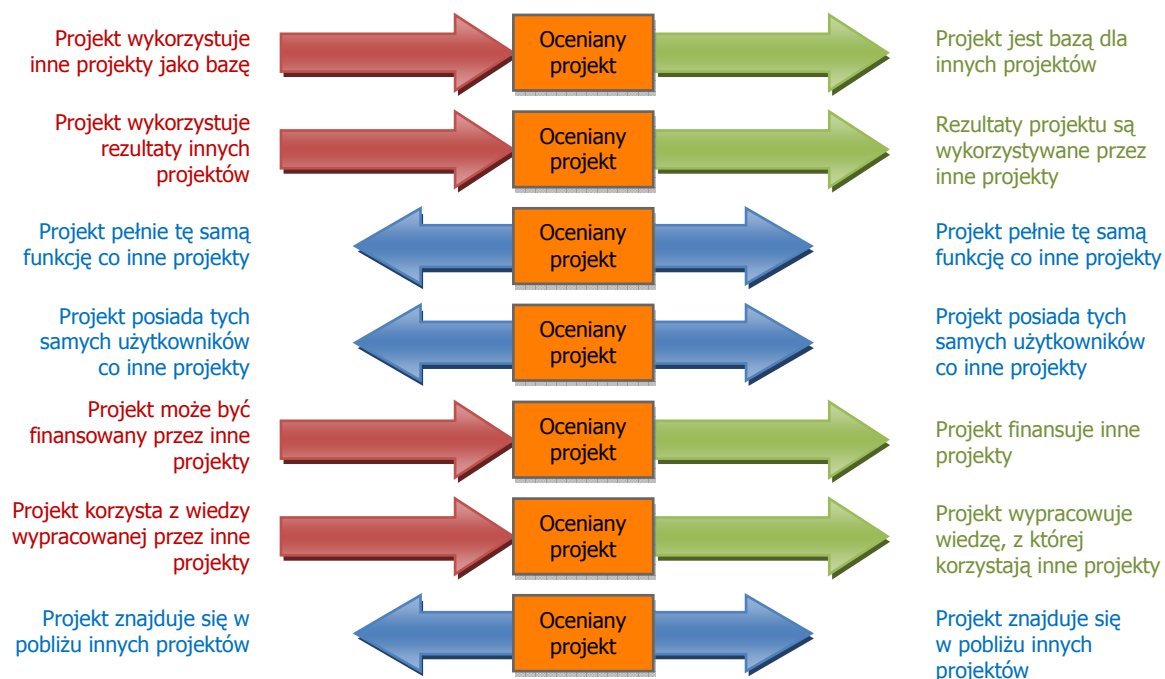 Projekt wykorzystuje
inne projekty jako bazę
Oceniany
projekt
Projekt jest bazą dla
innych projektów
Projekt wykorzystuje
rezultaty innych
projektów
Oceniany
projekt
Rezultaty projektu są
wykorzystywane przez
inne projekty
Projekt pełnie tę samą
funkcję co inne projekty
Oceniany
projekt
Projekt pełnie tę samą
funkcję co inne projekty
Projekt posiada tych
samych użytkowników
co inne projekty
Oceniany
projekt
Projekt posiada tych
samych użytkowników
co inne projekty
Projekt może być
finansowany przez inne
projekty
Oceniany
projekt
Projekt finansuje inne
projekty
Projekt korzysta z wiedzy
wypracowanej przez inne
projekty
Oceniany
projekt
Projekt wypracowuje
wiedzę, z której
korzystają inne projekty
Projekt znajduje się w
pobliżu innych projektów
Oceniany
projekt
Projekt znajduje się
w pobliżu innych
projektów